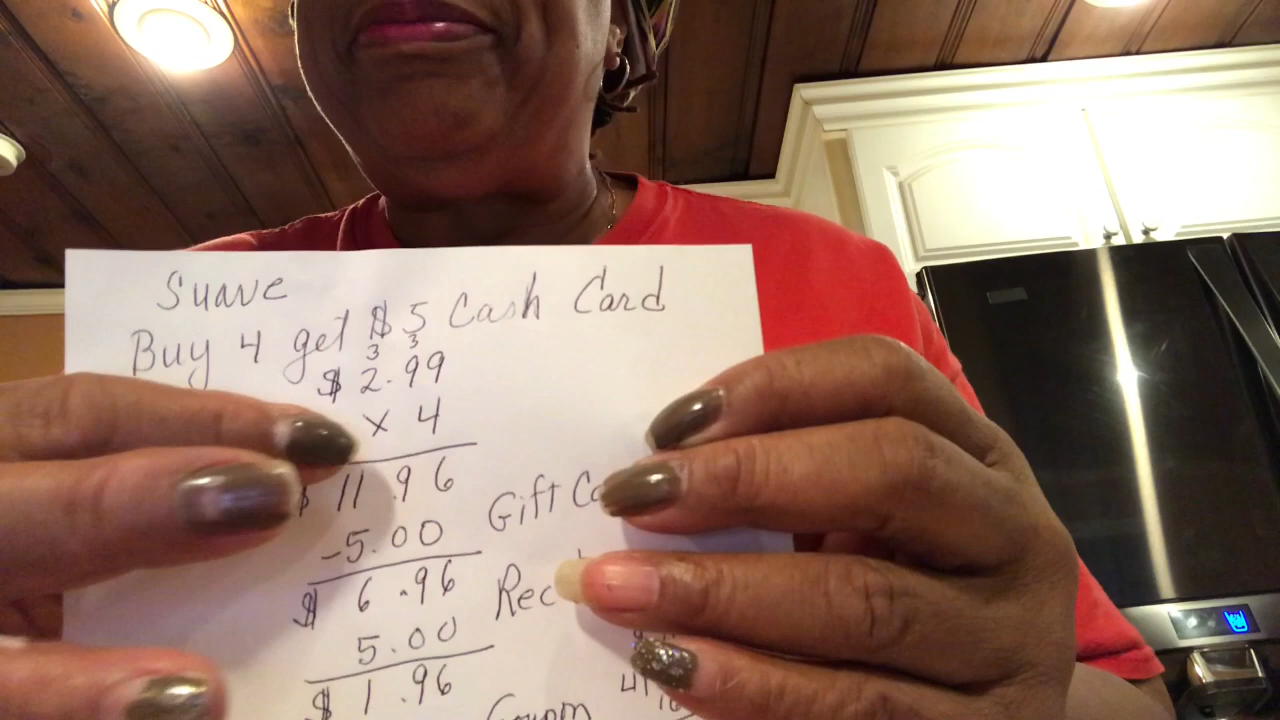 Suave
Buy 4 get $5 Cash Card
3 3
$2.99
x 4
$11.96
-5.00 Gift
$ 6.96
5.00
$ 1.96
Coupon